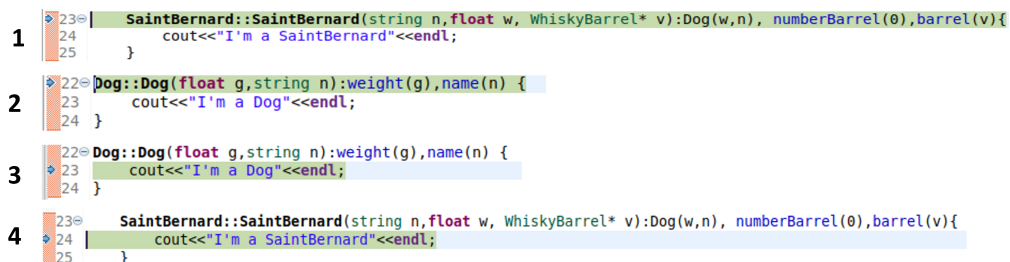 1
23 SaintBernard::SaintBernard(string n,float w, WhiskyBarrel* v):Dog(w,n), numberBarrel(0),barrel(v){
24 cout<<"I'm a SaintBernard"<<endl;
25 }
2
22 Dog::Dog(float g,string n):weight(g),name(n) {
23 cout<<"I'm a Dog"<<endl;
24 }
3
22 Dog::Dog(float g,string n):weight(g),name(n) {
23 cout<<"I'm a Dog"<<endl;
24 }
4
23 SaintBernard::SaintBernard(string n,float w, WhiskyBarrel* v):Dog(w,n), numberBarrel(0),barrel(v){
24 cout<<"I'm a SaintBernard"<<endl;
25 }